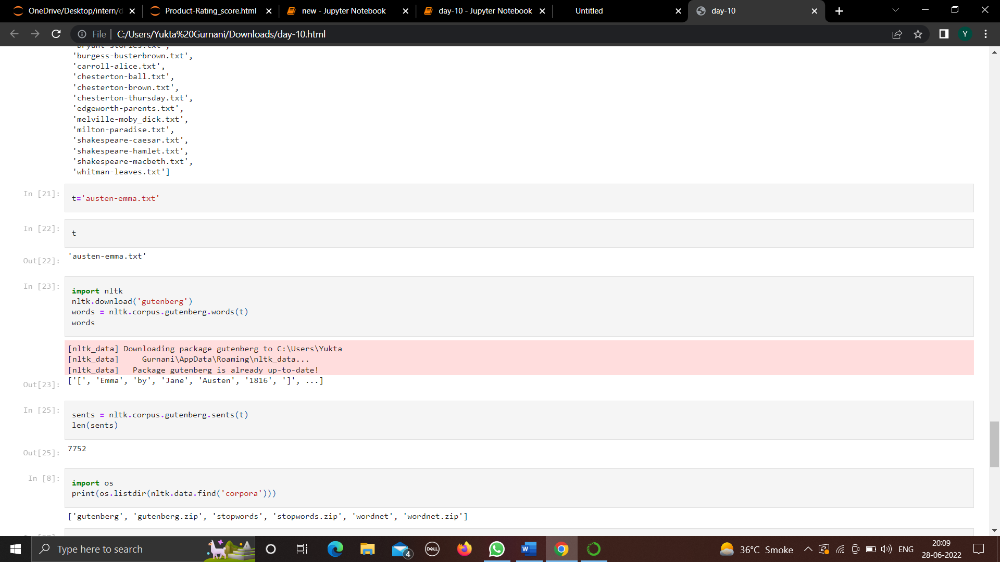 OneDrive/Desktop/intern/d
Product-Rating_score.html
new - Jupyter Notebook
day-10 - Jupyter Notebook
Untitled
day-10
File
C:/Users/Yukta%20Gurnani/Downloads/day-10.html
Y
'bryant-stories.txt',
'burgess-busterbrown.txt',
'carroll-alice.txt',
'chesterton-ball.txt',
'chesterton-brown.txt',
'chesterton-thursday.txt',
'edgeworth-parents.txt',
'melville-moby_dick.txt',
'milton-paradise.txt',
'shakespeare-caesar.txt',
'shakespeare-hamlet.txt',
'shakespeare-macbeth.txt',
'whitman-leaves.txt']
In [21]:
t='austen-emma.txt'
In [22]:
t
Out[22]:
'austen-emma.txt'
In [23]:
import nltk
nltk.download('gutenberg')
words = nltk.corpus.gutenberg.words(t)
words
[nltk_data] Downloading package gutenberg to C:\Users\Yukta
[nltk_data]     Gurnani\AppData\Roaming\nltk_data...
[nltk_data]   Package gutenberg is already up-to-date!
Out[23]:
['[', 'Emma', 'by', 'Jane', 'Austen', '1816', ']', ...]
In [25]:
sents = nltk.corpus.gutenberg.sents(t)
len(sents)
Out[25]:
7752
In [8]:
import os
print(os.listdir(nltk.data.find('corpora')))
['gutenberg', 'gutenberg.zip', 'stopwords', 'stopwords.zip', 'wordnet', 'wordnet.zip']
Type here to search
4
DELL
W
36°C Smoke
ENG
20:09
28-06-2022